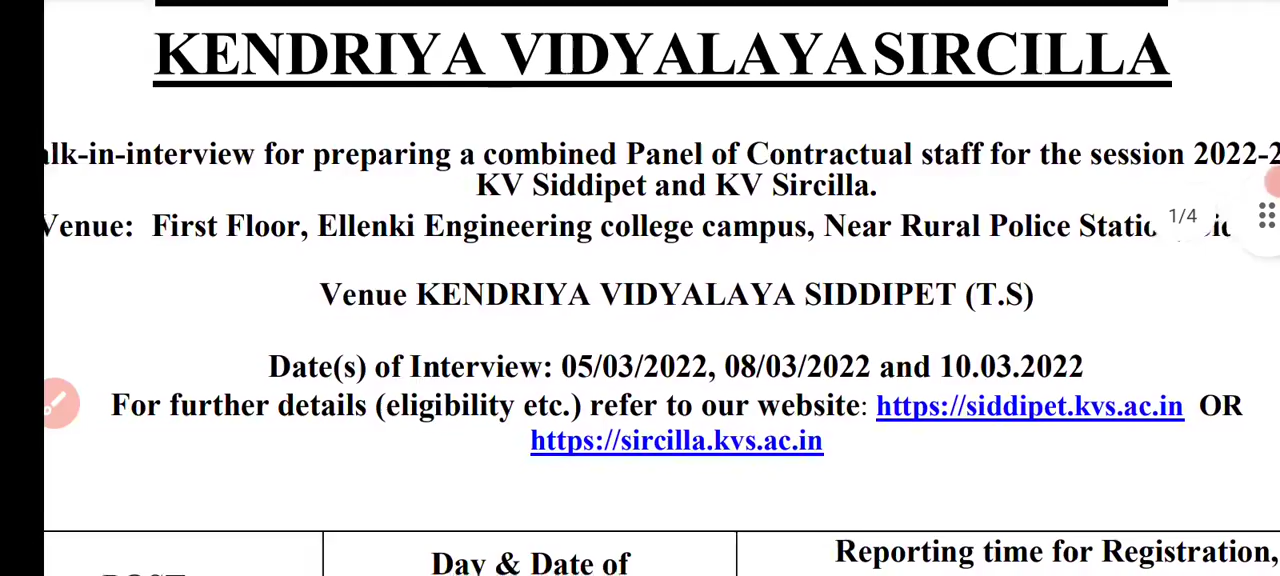 KENDRIYA VIDYALAYA SIRCILLA
-in-interview for preparing a combined Panel of Contractual staff for the session
KV Siddipet and KV Sircilla.
Venue: First Floor, Ellenki Engineering college campus, Near Rural Police
1/4
Venue KENDRIYA VIDYALAYA SIDDIPET (T.S)
Date(s) of Interview: 05/03/2022, 08/03/2022 and 10.03.2022
For further details (eligibility etc.) refer to our website: https://siddipet.kvs.ac.in OR
https://sircilla.kvs.ac.in
Reporting time for Registration,
Day & Date of